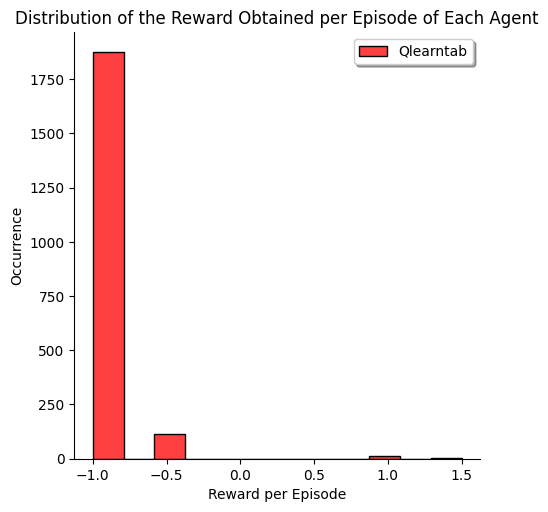 Distribution of the Reward Obtained per Episode of Each Agent
Qlearntab
1750
1500
1250
1000
750
500
250
0
Occurrence
−1.0 −0.5 0.0 0.5 1.0 1.5
Reward per Episode